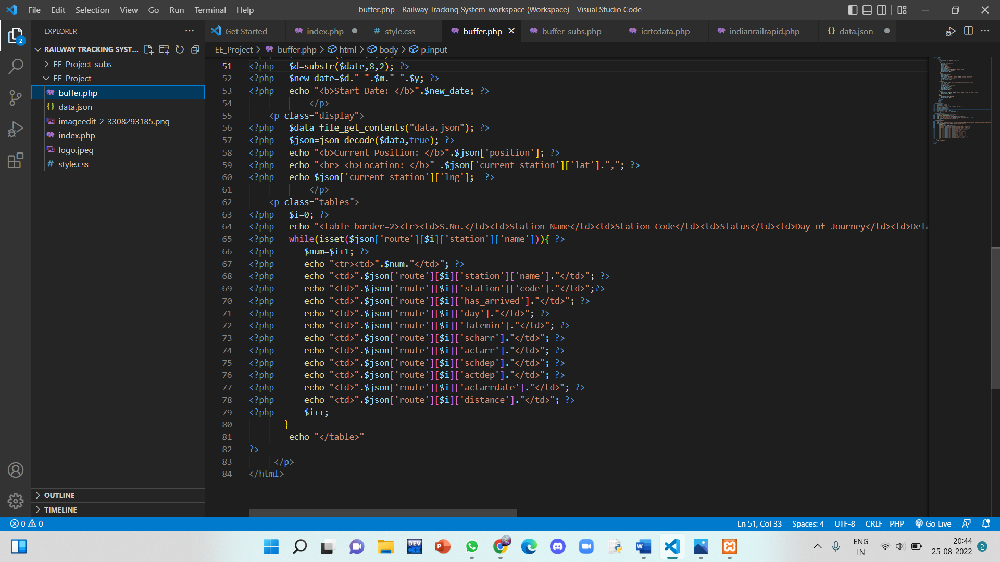 File Edit Selection View Go Run Terminal Help
buffer.php - Railway Tracking System-workspace (Workspace) - Visual Studio Code
EXPLORER
Get Started
index.php
# style.css
buffer.php
buffer_subs.php
icrtcdata.php
indianrailrapid.php
{} data.json
2
RAILWAY TRACKING SYST...
EE_Project > buffer.php > html > body > p.input
EE_Project_subs
EE_Project
buffer.php
{} data.json
imageedit_2_3308293185.png
index.php
logo.jpeg
# style.css
51 <?php   $d=substr($date,8,2); ?>
52 <?php   $new_date=$d."-".$m."-".$y; ?>
53 <?php   echo "<b>Start Date: </b>".$new_date; ?>
54             </p>
55     <p class="display">
56 <?php   $data=file_get_contents("data.json"); ?>
57 <?php   $json=json_decode($data,true); ?>
58 <?php   echo "<b>Current Position: </b>".$json['position']; ?>
59 <?php   echo "<br> <b>Location: </b>" .$json['current_station']['lat'].","; ?>
60 <?php   echo $json['current_station']['lng'];  ?>
61             </p>
62     <p class="tables">
63 <?php   $i=0; ?>
64 <?php   echo "<table border=2><tr><td>S.No.</td><td>Station Name</td><td>Station Code</td><td>Status</td><td>Day of Journey</td><td>Dela
65 <?php   while(isset($json['route'][$i]['station']['name'])){ ?>
66 <?php      $num=$i+1; ?>
67 <?php      echo "<tr><td>".$num."</td>"; ?>
68 <?php      echo "<td>".$json['route'][$i]['station']['name']."</td>"; ?>
69 <?php      echo "<td>".$json['route'][$i]['station']['code']."</td>";?>
70 <?php      echo "<td>".$json['route'][$i]['has_arrived']."</td>"; ?>
71 <?php      echo "<td>".$json['route'][$i]['day']."</td>"; ?>
72 <?php      echo "<td>".$json['route'][$i]['latemin']."</td>"; ?>
73 <?php      echo "<td>".$json['route'][$i]['scharr']."</td>"; ?>
74 <?php      echo "<td>".$json['route'][$i]['actarr']."</td>"; ?>
75 <?php      echo "<td>".$json['route'][$i]['schdep']."</td>"; ?>
76 <?php      echo "<td>".$json['route'][$i]['actdep']."</td>"; ?>
77 <?php      echo "<td>".$json['route'][$i]['actarrdate']."</td>"; ?>
78 <?php      echo "<td>".$json['route'][$i]['distance']."</td>"; ?>
79 <?php      $i++;
80        }
81         echo "</table>"
82 ?>
83      </p>
84 </html>
OUTLINE
TIMELINE
0 0
Ln 51, Col 33 Spaces: 4 UTF-8 CRLF PHP Go Live
DEV
C++
P
W
ENG
IN
20:44
25-08-2022
2